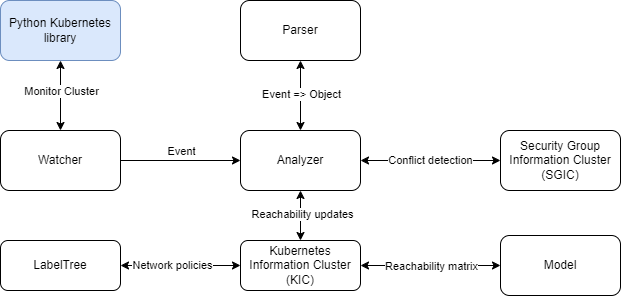 Python Kubernetes
library
Parser
Monitor Cluster
Event => Object
Watcher
Event
Analyzer
Conflict detection
Security Group
Information Cluster
(SGIC)
Reachability updates
LabelTree
Network policies
Kubernetes
Information Cluster
(KIC)
Reachability matrix
Model